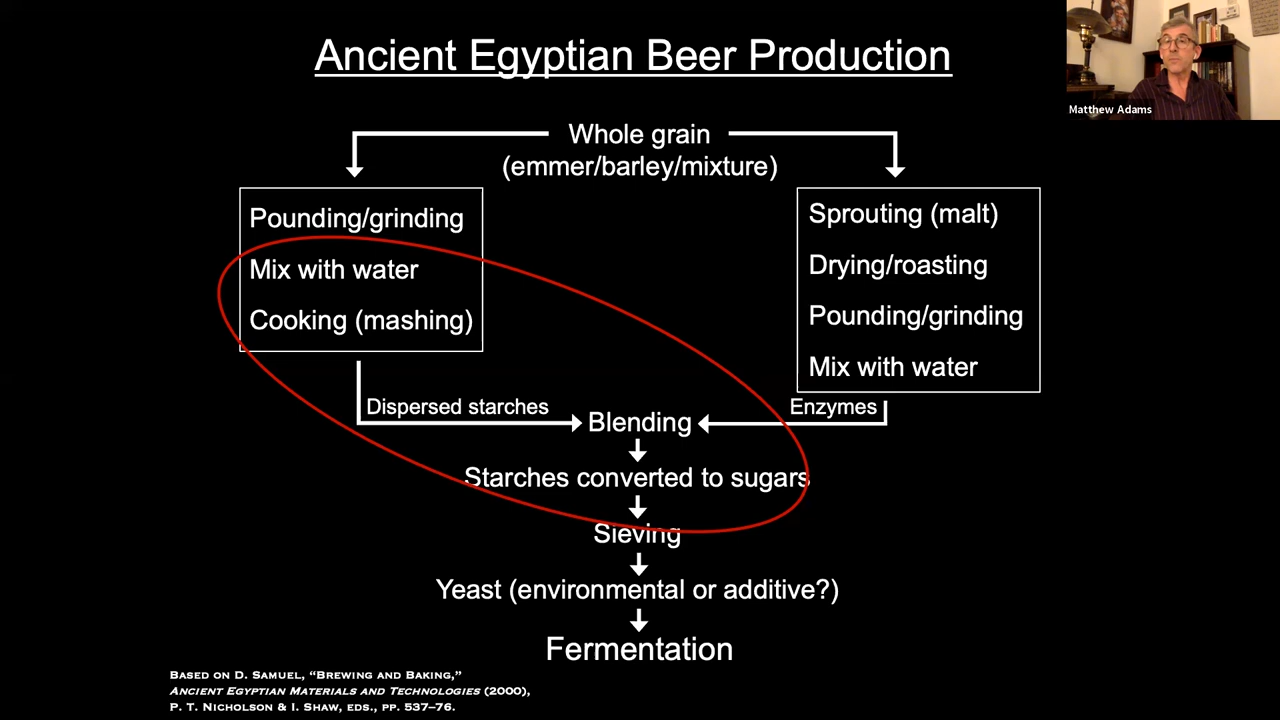 Ancient Egyptian Beer Production
Matthew Adams
Whole grain
(emmer/barley/mixture)
Pounding/grinding
Mix with water
Cooking (mashing)
Sprouting (malt)
Drying/roasting
Pounding/grinding
Mix with water
Dispersed starches
Enzymes
Blending
Starches converted to sugars
Sieving
Yeast (environmental or additive?)
Fermentation
BASED ON D. SAMUEL, “BREWING AND BAKING,”
ANCIENT EGYPTIAN MATERIALS AND TECHNOLOGIES (2000),
P. T. NICHOLSON & I. SHAW, EDS., PP. 537–76.